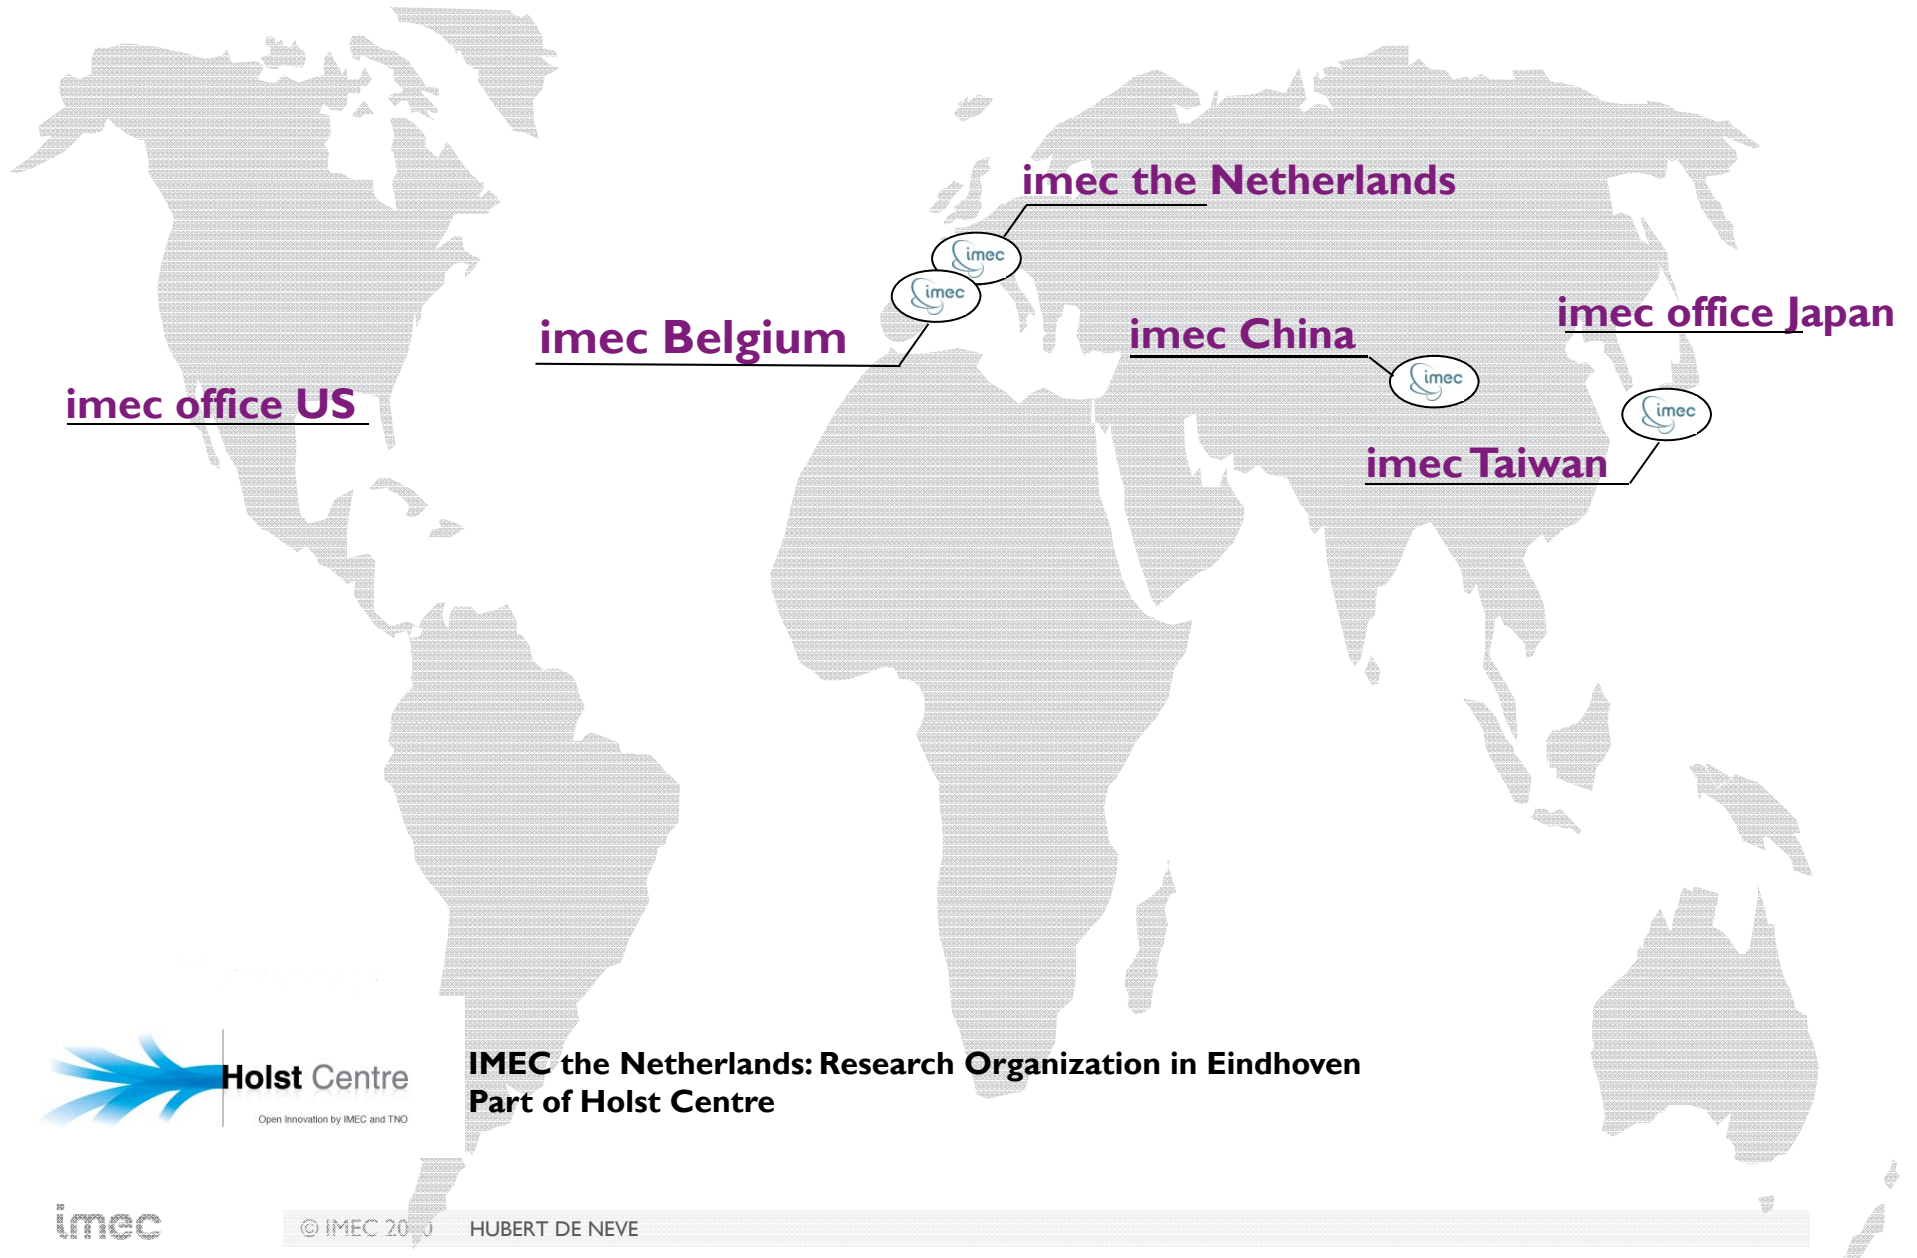 imec the Netherlands
imec
imec
imec Belgium
imec China
imec office Japan
imec
imec office US
imec
imec Taiwan
Holst Centre
Open Innovation by IMEC and TNO
IMEC the Netherlands: Research Organization in Eindhoven
Part of Holst Centre
imec
© IMEC HUBERT DE NEVE